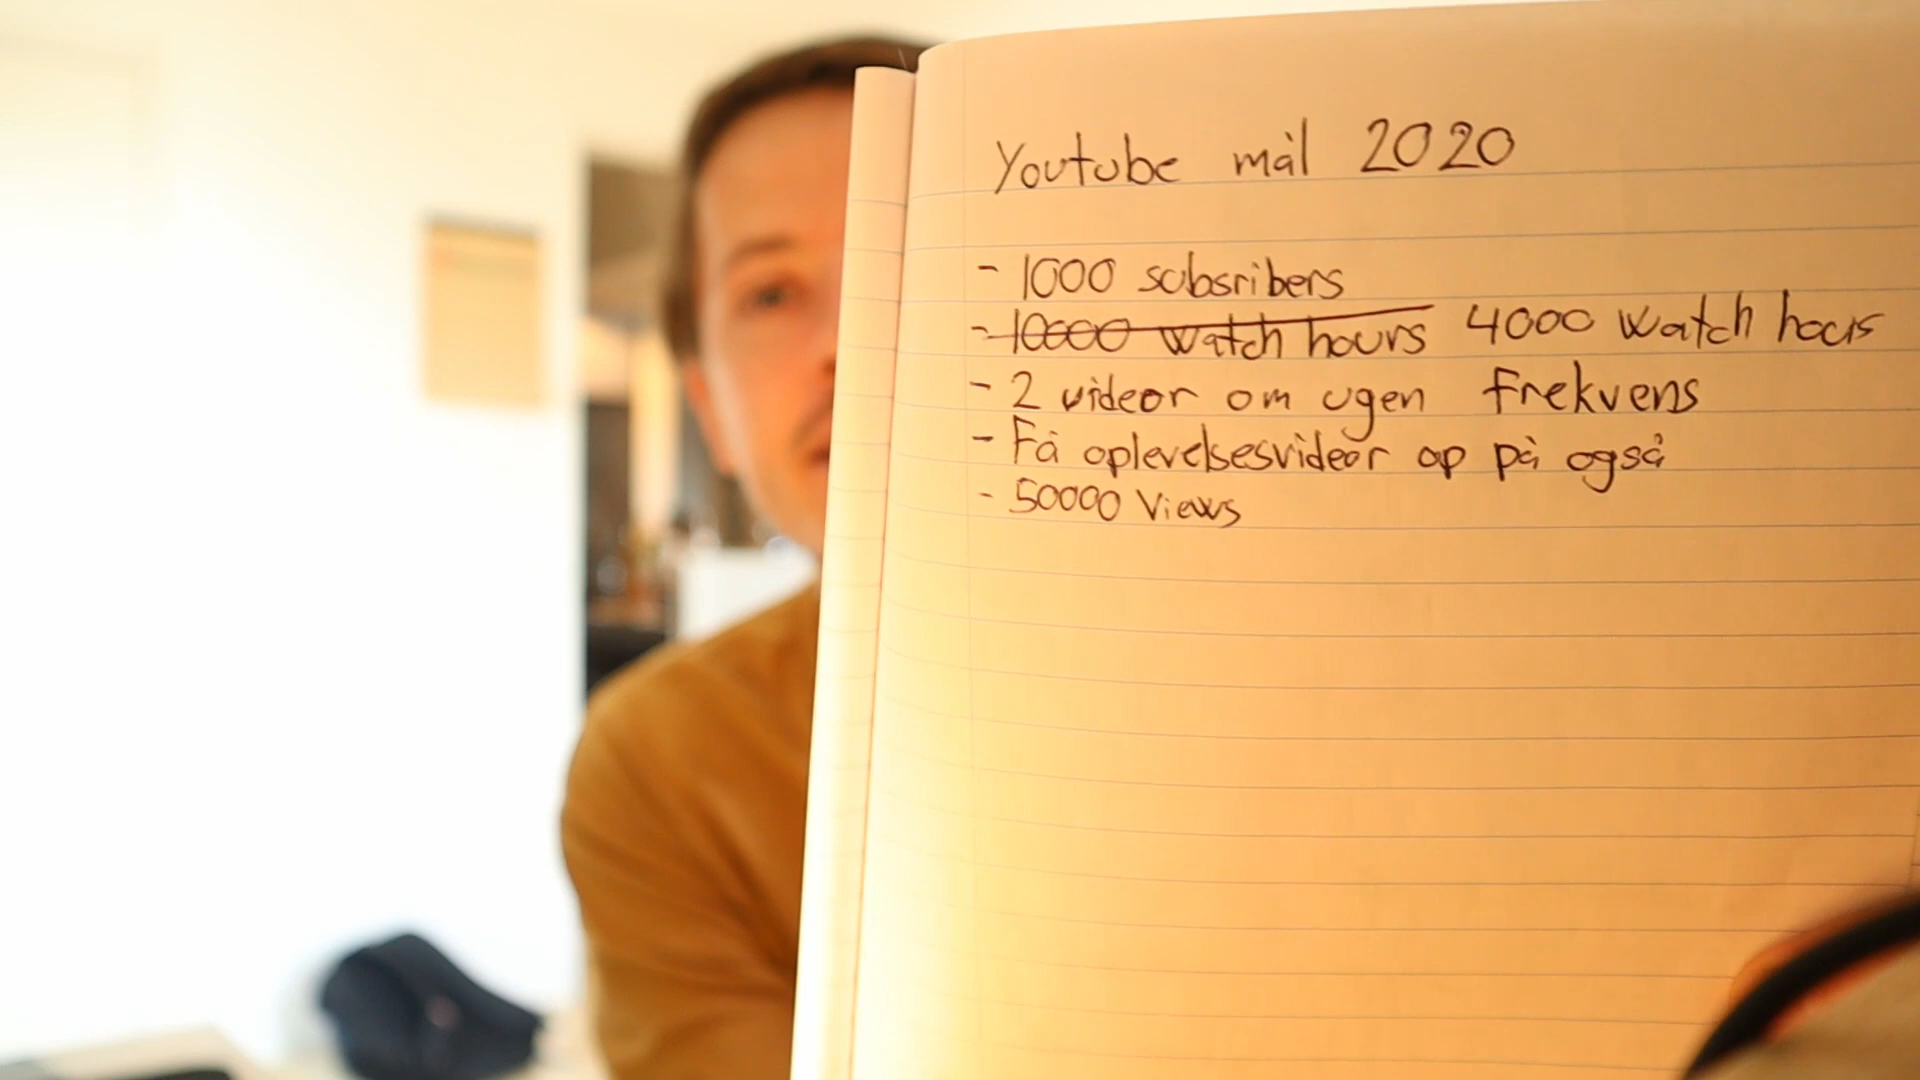 Youtube mål 2020
- 1000 subsribers
- 10000 watch hours 4000 watch hours
- 2 videor om ugen frekvens
- Få oplevelsesvideor op på også
- 50000 Views